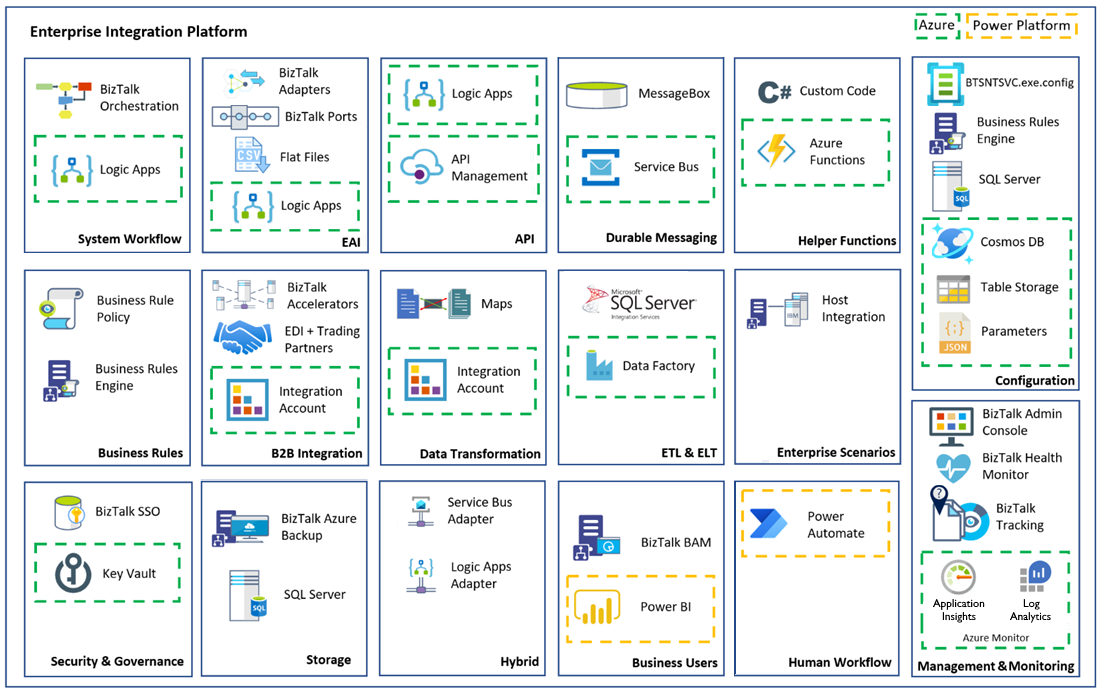 Enterprise Integration Platform
Azure
Power Platform
BizTalk
Orchestration
Logic Apps
System Workflow
BizTalk
Adapters
BizTalk Ports
CSV
Flat Files
Logic Apps
EAI
Logic Apps
API
Management
API
MessageBox
Service Bus
Durable Messaging
C#
Custom Code
Azure
Functions
Helper Functions
BTSNTSVC.exe.config
Business Rules
Engine
SQL Server
SQL
Cosmos DB
Table Storage
Parameters
JSON
Configuration
Business Rule
Policy
Business Rules
Engine
Business Rules
BizTalk
Accelerators
EDI + Trading
Partners
Integration
Account
B2B Integration
Maps
Integration
Account
Data Transformation
Microsoft®
SQL Server®
Integration Services
Data Factory
ETL & ELT
IBM
Host
Integration
Enterprise Scenarios
BizTalk SSO
Key Vault
Security & Governance
BizTalk Azure
Backup
SQL Server
SQL
Storage
Service Bus
Adapter
Logic Apps
Adapter
Hybrid
BizTalk BAM
Power BI
Business Users
Power
Automate
Human Workflow
BizTalk Admin
Console
BizTalk Health
Monitor
?
BizTalk
Tracking
Application
Insights
Log
Analytics
Azure Monitor
Management & Monitoring